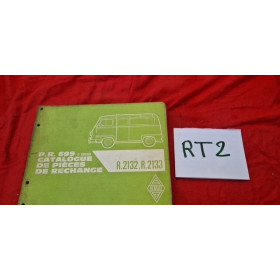 P.R. 689
CATALOGUE
DE PIÈCES
DE RECHANGE
R.2132 R.2133
RT2